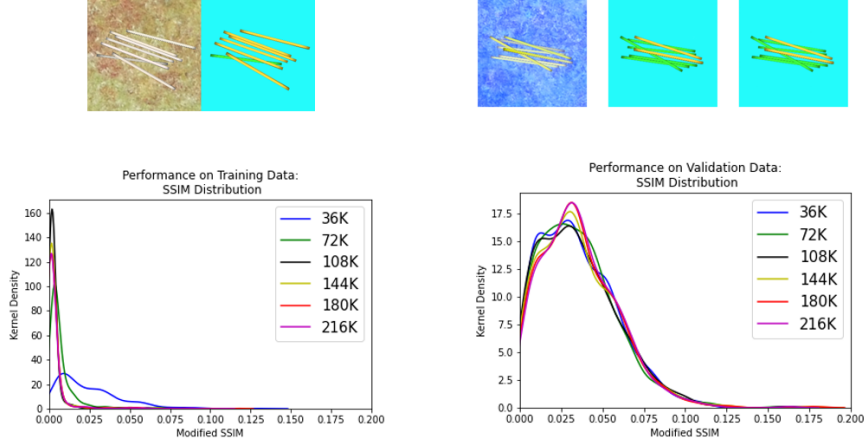 Performance on Training Data:
SSIM Distribution
160
140
120
100
80
60
40
20
0
Kernel Density
36K
72K
108K
144K
180K
216K
0.000 0.025 0.050 0.075 0.100 0.125 0.150 0.175 0.200
Modified SSIM
Performance on Validation Data:
SSIM Distribution
17.5
15.0
12.5
10.0
7.5
5.0
2.5
0.0
Kernel Density
36K
72K
108K
144K
180K
216K
0.000 0.025 0.050 0.075 0.100 0.125 0.150 0.175 0.200
Modified SSIM